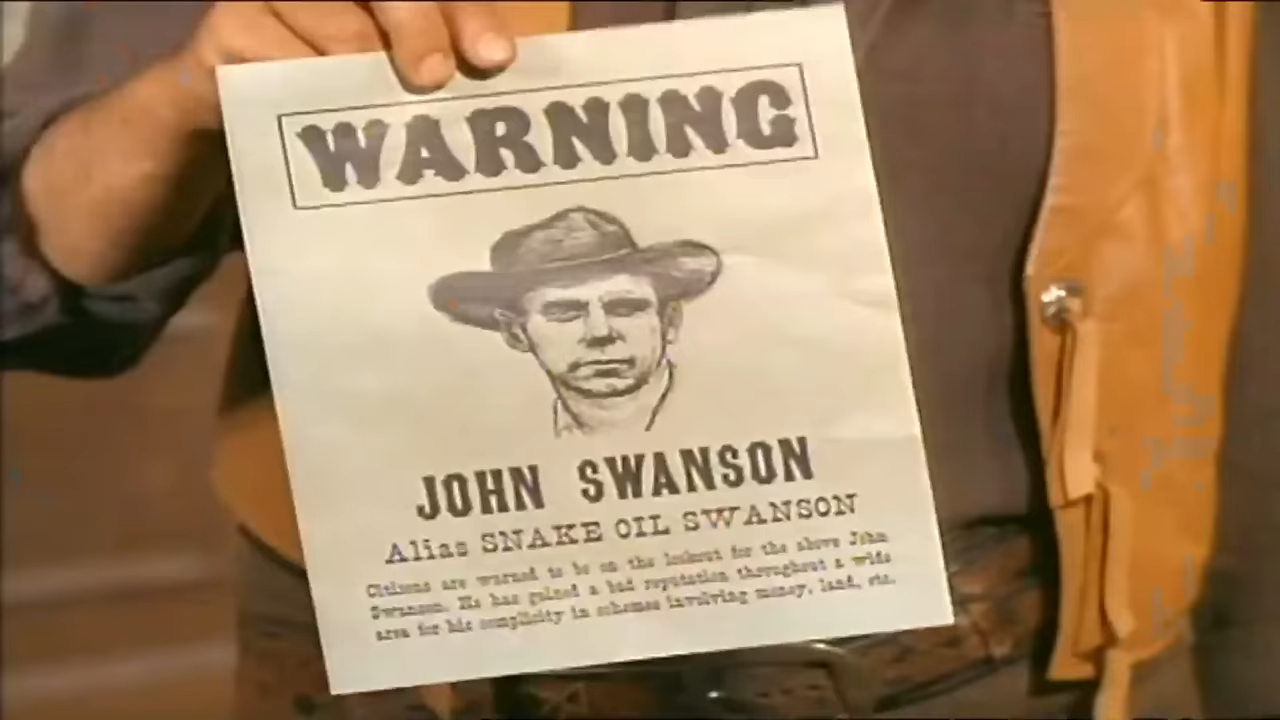 WARNING
JOHN SWANSON
Alias SNAKE OIL SWANSON
Citizens are warned to be on the lookout for the above John
Swanson. He has gained a bad reputation throughout a wide
area for his complicity in schemes involving money, land, etc.